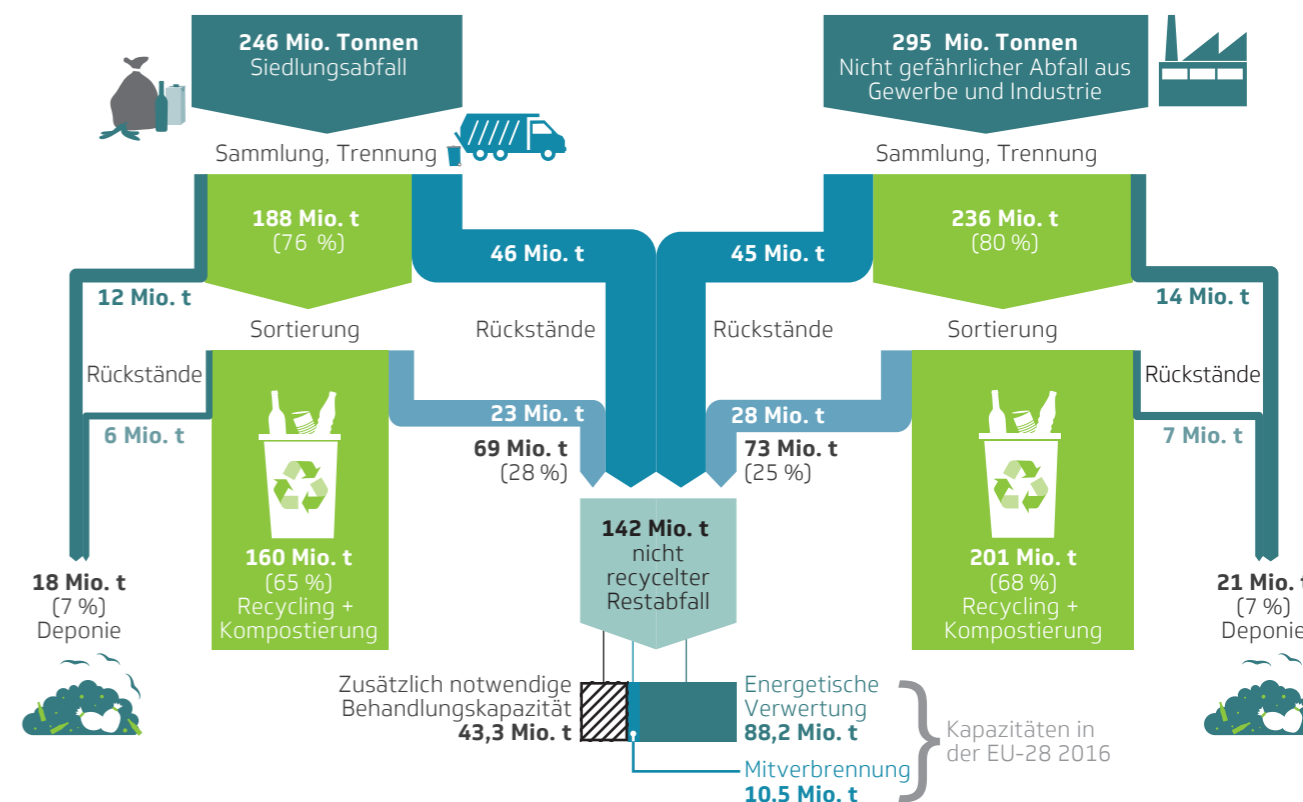 246 Mio. Tonnen
Siedlungsabfall
295 Mio. Tonnen
Nicht gefährlicher Abfall aus
Gewerbe und Industrie
Sammlung, Trennung
Sammlung, Trennung
188 Mio. t
(76 %)
46 Mio. t
45 Mio. t
236 Mio. t
(80 %)
12 Mio. t
14 Mio. t
Sortierung
Rückstände
Rückstände
Sortierung
Rückstände
Rückstände
6 Mio. t
23 Mio. t
28 Mio. t
7 Mio. t
69 Mio. t
(28 %)
73 Mio. t
(25 %)
142 Mio. t
nicht
recycelter
Restabfall
160 Mio. t
(65 %)
Recycling +
Kompostierung
201 Mio. t
(68 %)
Recycling +
Kompostierung
18 Mio. t
(7 %)
Deponie
21 Mio. t
(7 %)
Deponie
Zusätzlich notwendige
Behandlungskapazität
43,3 Mio. t
Energetische
Verwertung
88,2 Mio. t
Mitverbrennung
10,5 Mio. t
Kapazitäten in
der EU-28 2016